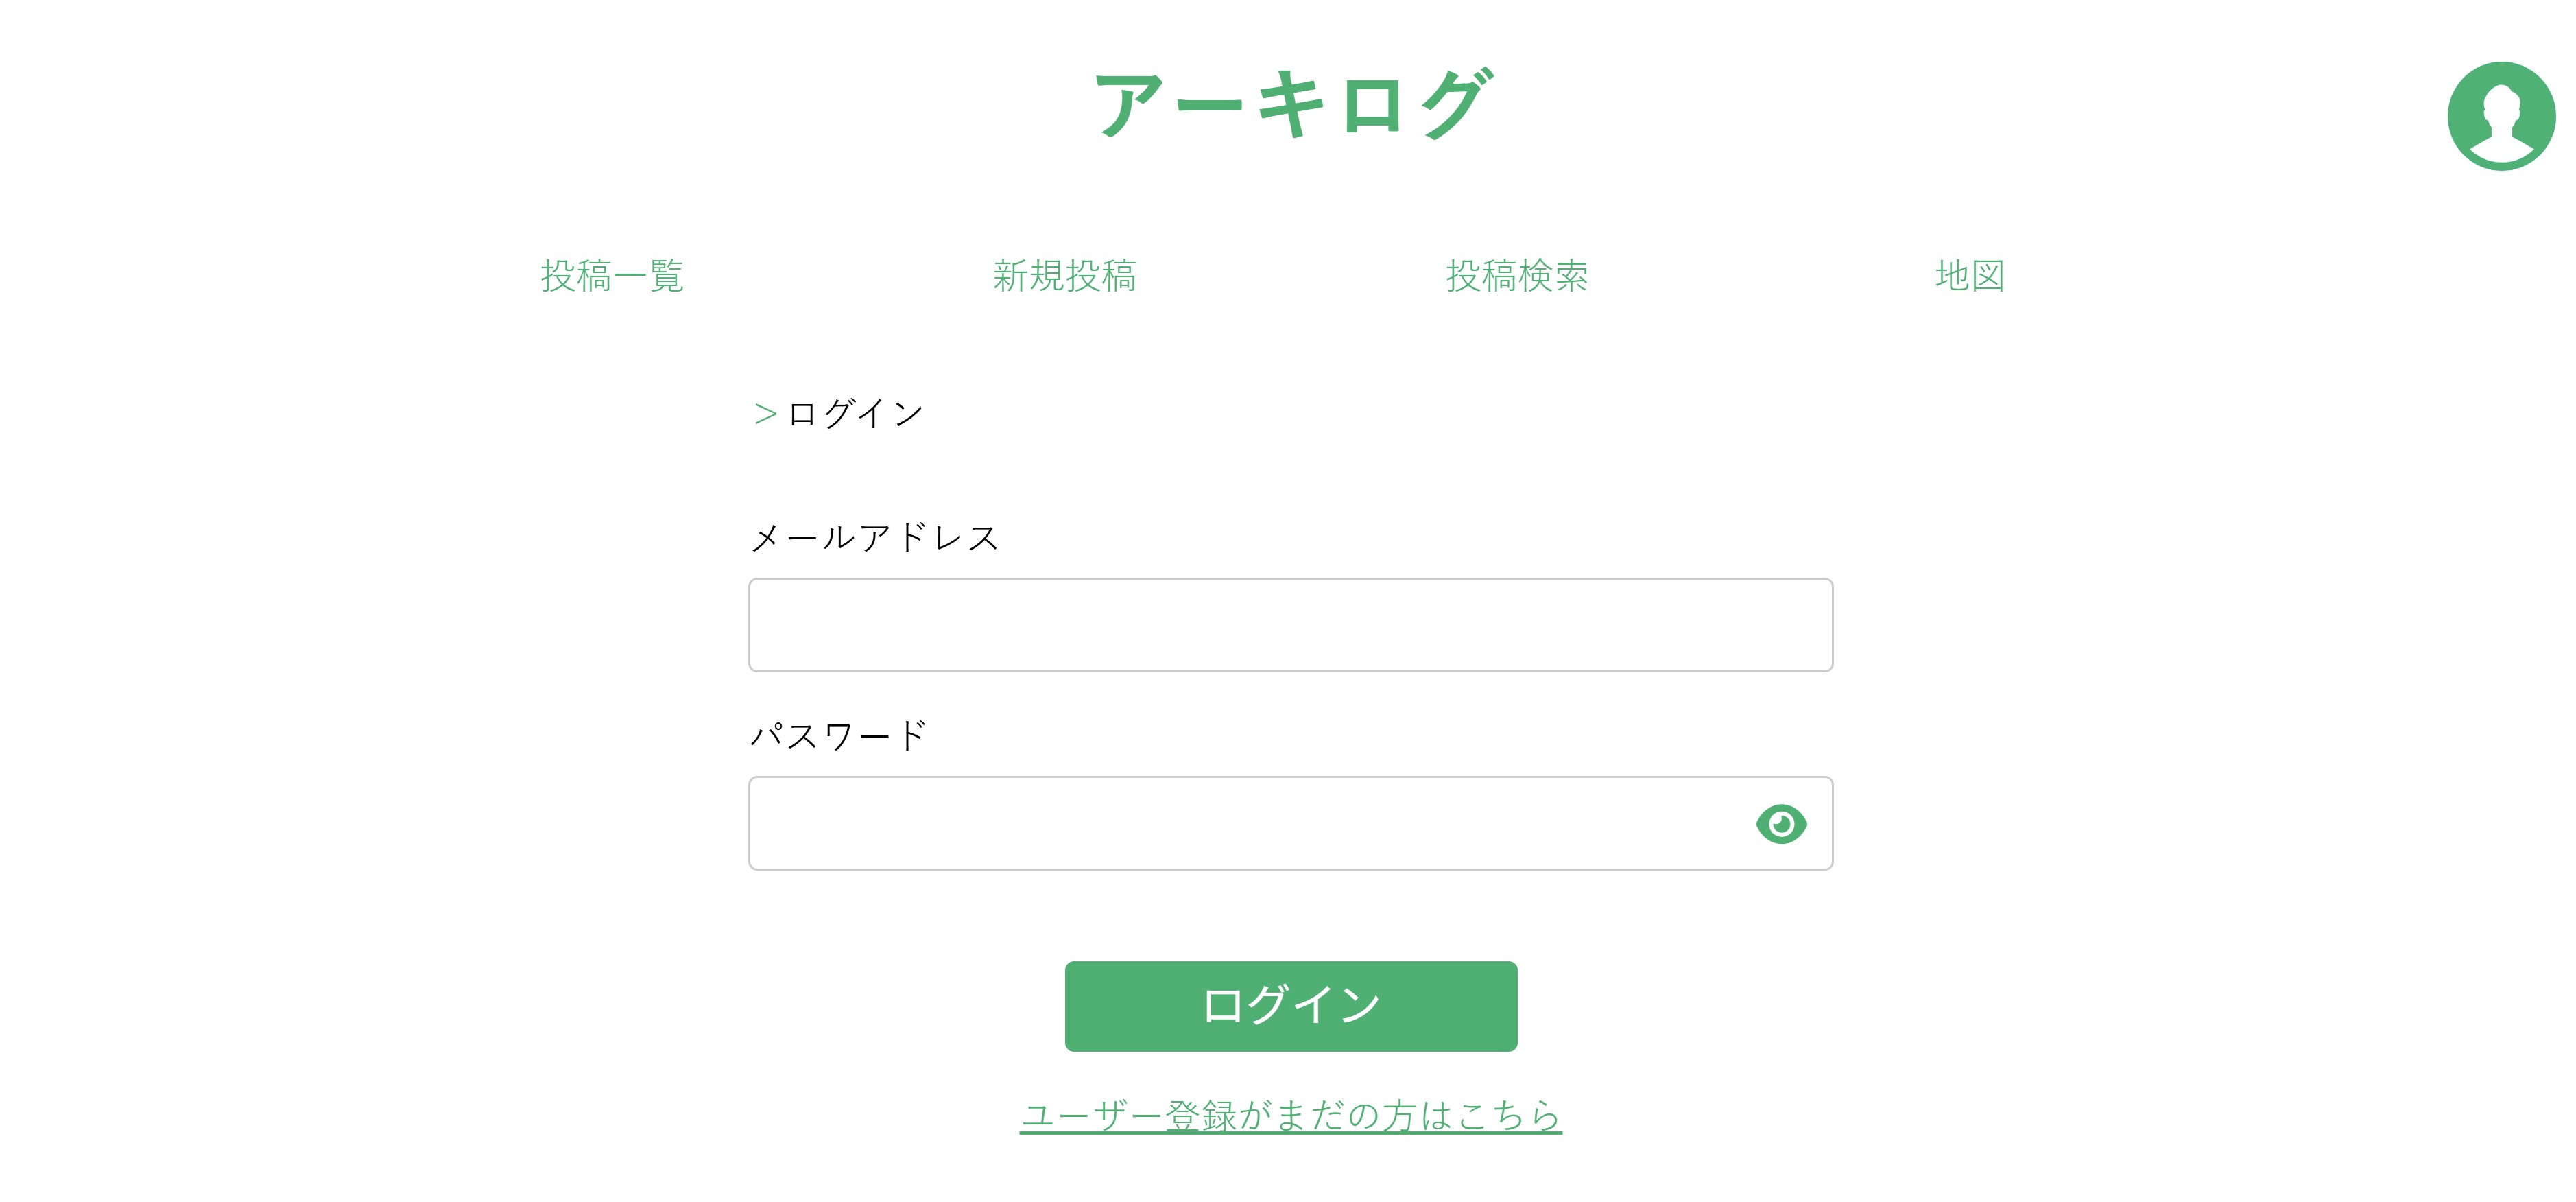 アーキログ
投稿一覧 新規投稿 投稿検索 地図
> ログイン
メールアドレス
パスワード
ログイン
ユーザー登録がまだの方はこちら